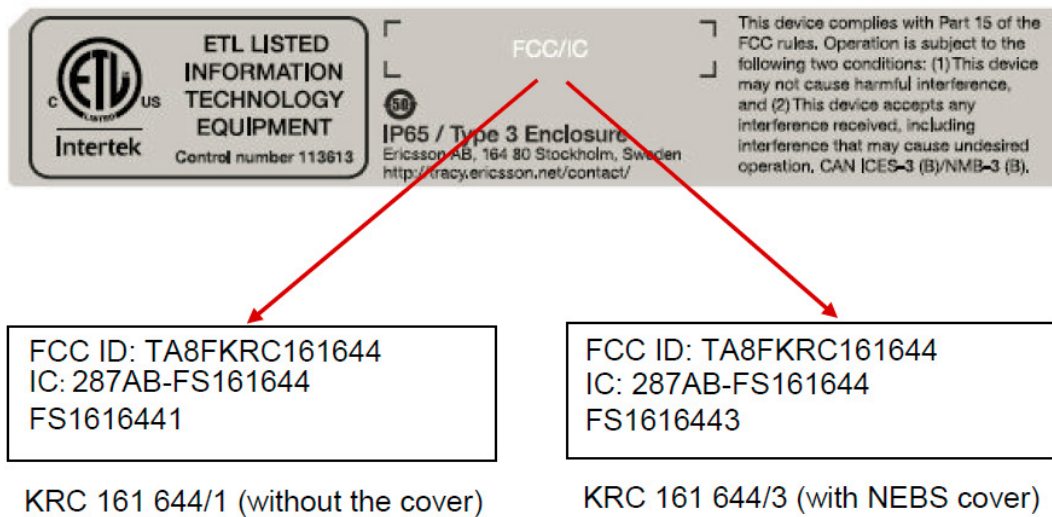 ETL
C US
LISTED
Intertek
ETL LISTED
INFORMATION
TECHNOLOGY
EQUIPMENT
Control number 113613
FCC/IC
50
IP65 / Type 3 Enclosure
Ericsson AB, 164 80 Stockholm, Sweden
http://tracy.ericsson.net/contact/
This device complies with Part 15 of the
FCC rules. Operation is subject to the
following two conditions: (1) This device
may not cause harmful interference,
and (2) This device accepts any
interference received, including
interference that may cause undesired
operation. CAN ICES-3 (B)/NMB-3 (B).
FCC ID: TA8FKRC161644
IC: 287AB-FS161644
FS1616441
KRC 161 644/1 (without the cover)
FCC ID: TA8FKRC161644
IC: 287AB-FS161644
FS1616443
KRC 161 644/3 (with NEBS cover)